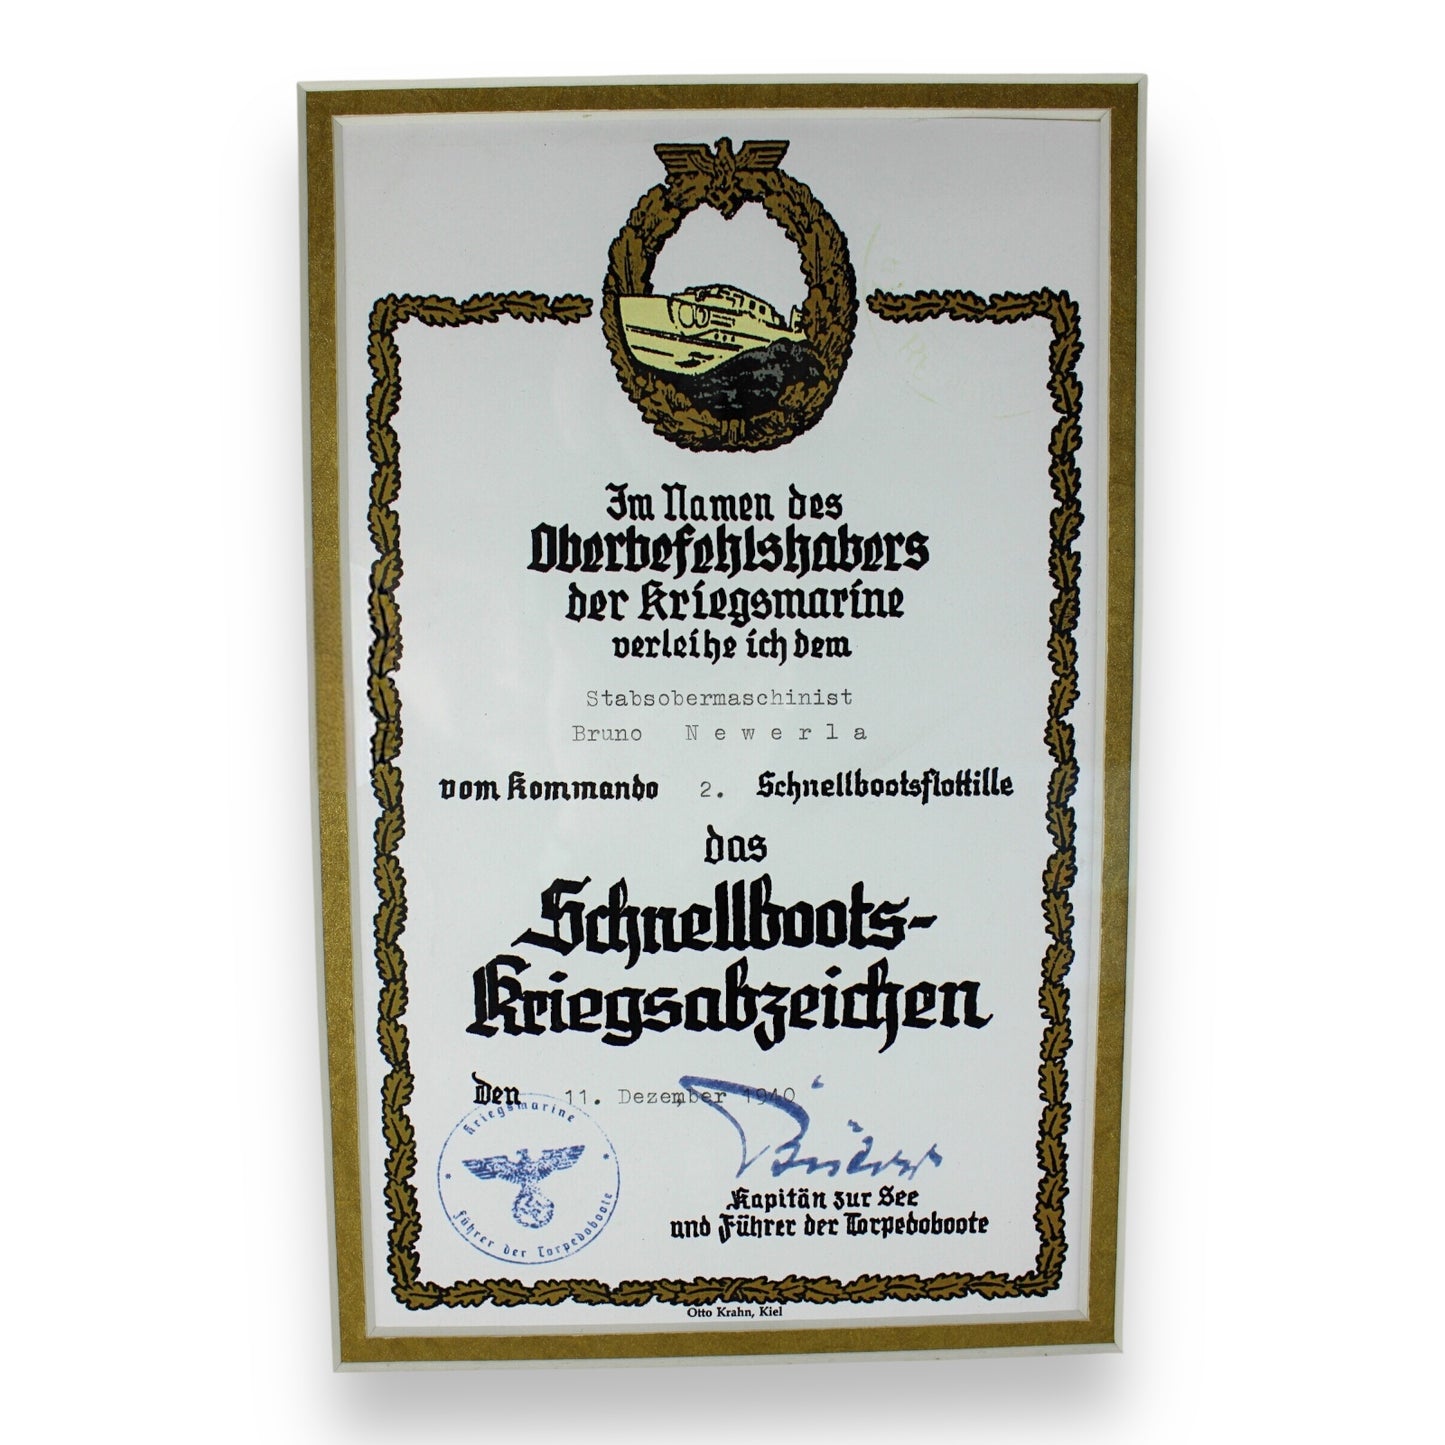 Im Namen des
Oberbefehlshabers
der Kriegsmarine
verleihe ich dem
Stabsobermaschinist
Bruno Newerla
vom Kommando 2. Schnellbootsflottille
das
Schnellboots-
Kriegsabzeichen
Den 11. Dezember 1940
Kriegsmarine
Führer der Torpedoboote
Kapitän zur See
und Führer der Torpedoboote
Otto Krahn, Kiel